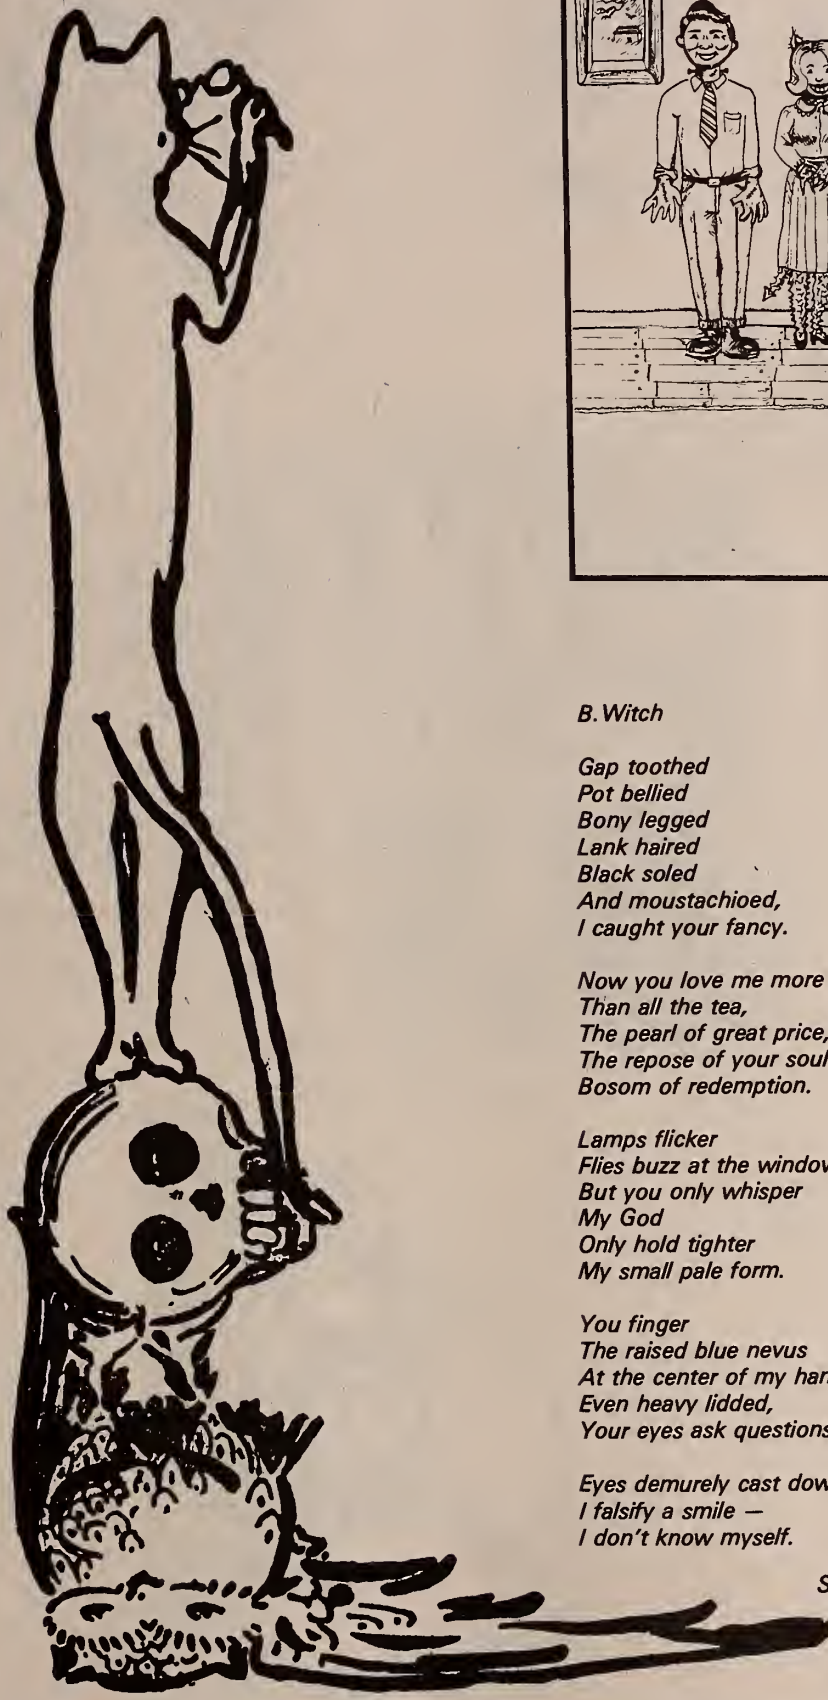 B. Witch
Gap toothed
Pot bellied
Bony legged
Lank haired
Black soled
And moustachioed,
I caught your fancy.
Now you love me more
Than all the tea,
The pearl of great price,
The repose of your soul
Bosom of redemption.
Lamps flicker
Flies buzz at the
But you only whisper
My God
Only hold tighter
My small pale form.
You finger
The raised blue nevus
At the center of my
Even heavy lidded,
Your eyes ask questions
Eyes demurely cast
I falsify a smile —
I don't know myself.